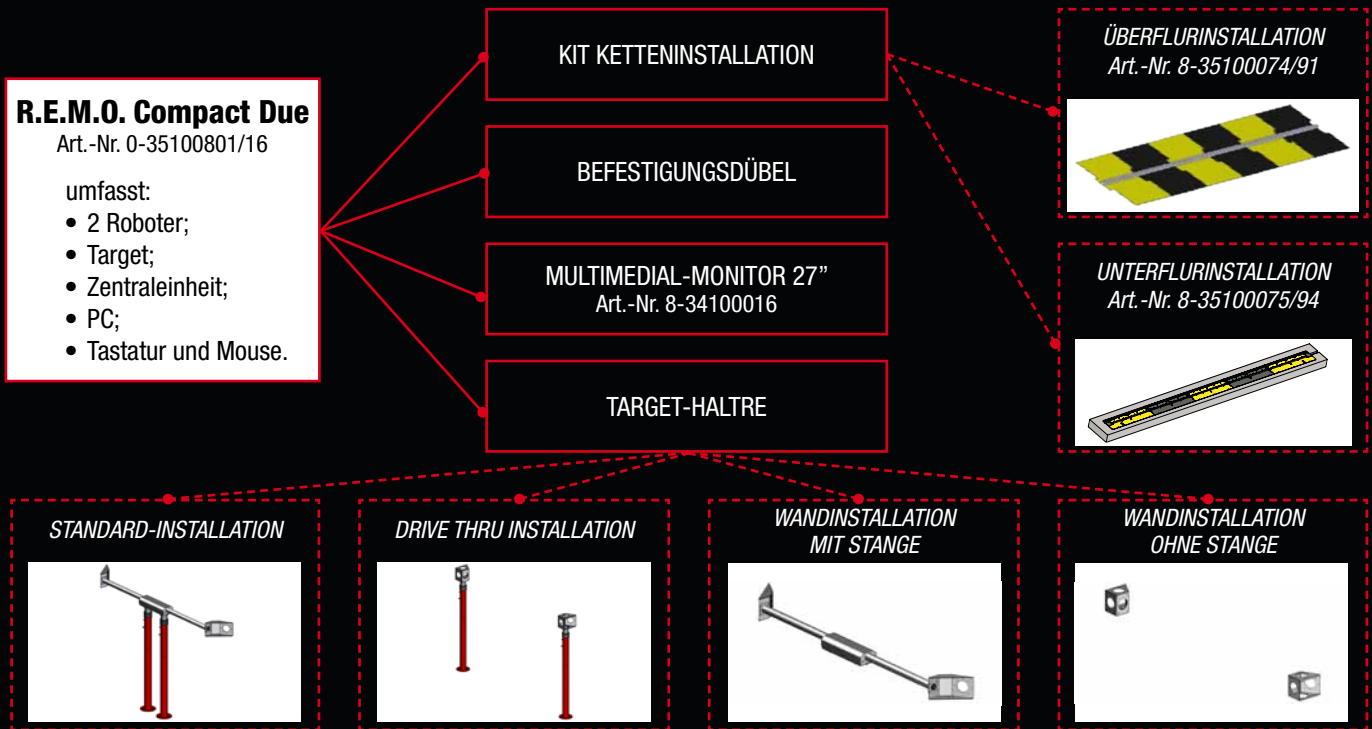 R.E.M.O. Compact Due
Art.-Nr. 0-35100801/16
umfasst:
• 2 Roboter;
• Target;
• Zentraleinheit;
• PC;
• Tastatur und Mouse.
KIT KETTENINSTALLATION
BEFESTIGUNGSDÜBEL
MULTIMEDIAL-MONITOR 27”
Art.-Nr. 8-34100016
TARGET-HALTRE
ÜBERFLURINSTALLATION
Art.-Nr. 8-35100074/91
UNTERFLURINSTALLATION
Art.-Nr. 8-35100075/94
STANDARD-INSTALLATION
DRIVE THRU INSTALLATION
WANDINSTALLATION
MIT STANGE
WANDINSTALLATION
OHNE STANGE